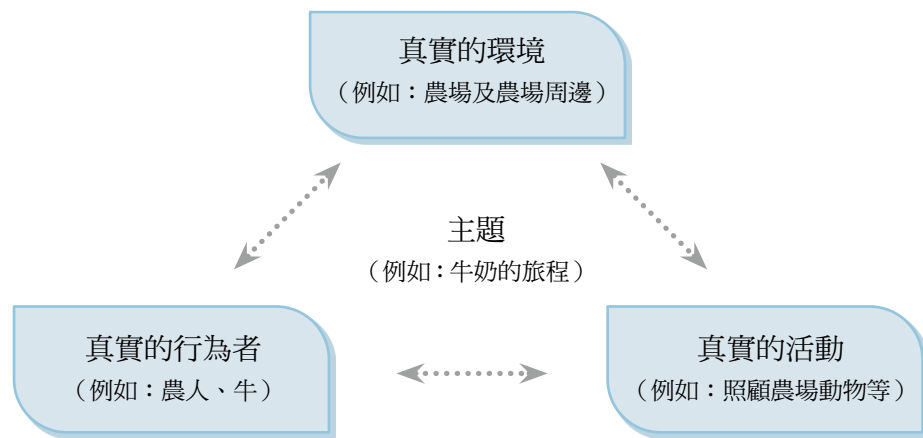 真實的環境
（例如：農場及農場周邊）
主題
（例如：牛奶的旅程）
真實的行為者
（例如：農人、牛）
真實的活動
（例如：照顧農場動物等）